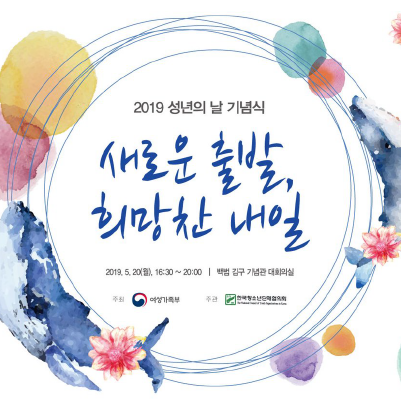 2019 성년의 날 기념식
새로운 출발,
희망찬 내일
2019, 5, 20(월), 16:30 ~ 20:00 | 백범 김구 기념관 대회의실
주최 여성가족부 주관 한국청소년단체협의회